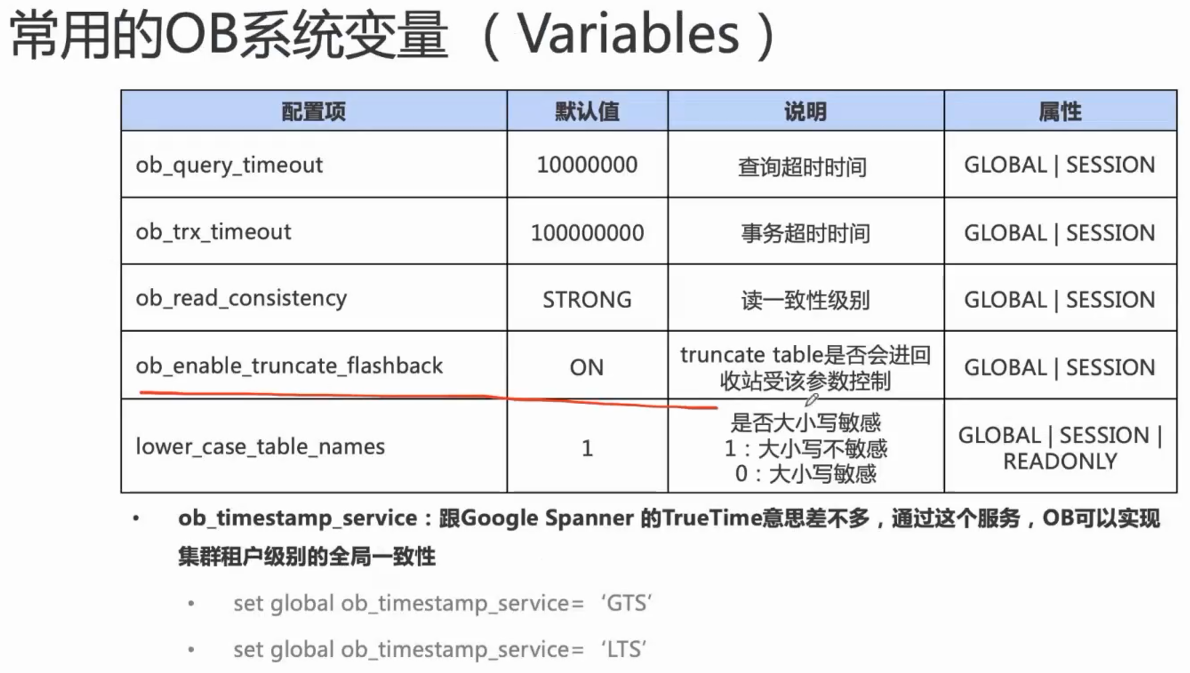 常用的OB系统变量 （Variables）
配置项 默认值 说明 属性
ob_query_timeout 10000000 查询超时时间 GLOBAL | SESSION
ob_trx_timeout 100000000 事务超时时间 GLOBAL | SESSION
ob_read_consistency STRONG 读一致性级别 GLOBAL | SESSION
ob_enable_truncate_flashback ON truncate table是否会进回 GLOBAL | SESSION
收站受该参数控制
lower_case_table_names 1 是否大小写敏感 GLOBAL | SESSION |
1：大小写不敏感 READONLY
0：大小写敏感
• ob_timestamp_service：跟Google Spanner 的TrueTime意思差不多，通过这个服务，OB可以实现
集群租户级别的全局一致性
• set global ob_timestamp_service= ‘GTS’
• set global ob_timestamp_service= ‘LTS’